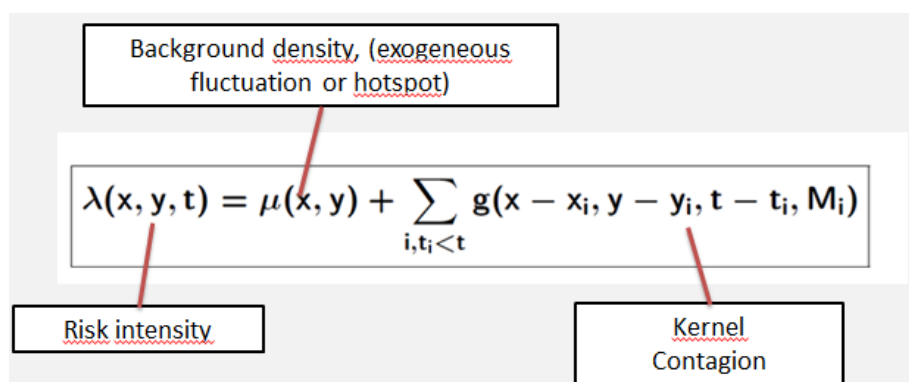 Background density, (exogeneous
fluctuation or hotspot)
λ(x, y, t) = μ(x, y) + ∑ g(x − xᵢ, y − yᵢ, t − tᵢ, Mᵢ)
i,tᵢ<t
Risk intensity
Kernel
Contagion